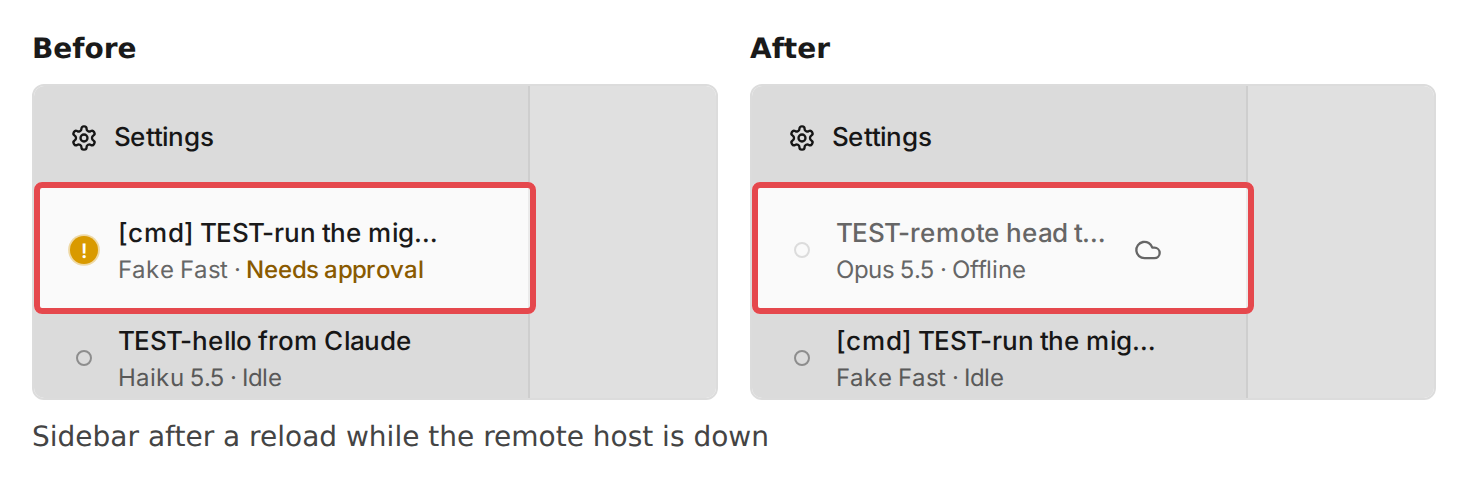 Before
Settings
[cmd] TEST-run the mig...
Fake Fast · Needs approval
TEST-hello from Claude
Haiku 5.5 · Idle
After
Settings
TEST-remote head t...
Opus 5.5 · Offline
[cmd] TEST-run the mig...
Fake Fast · Idle
Sidebar after a reload while the remote host is down